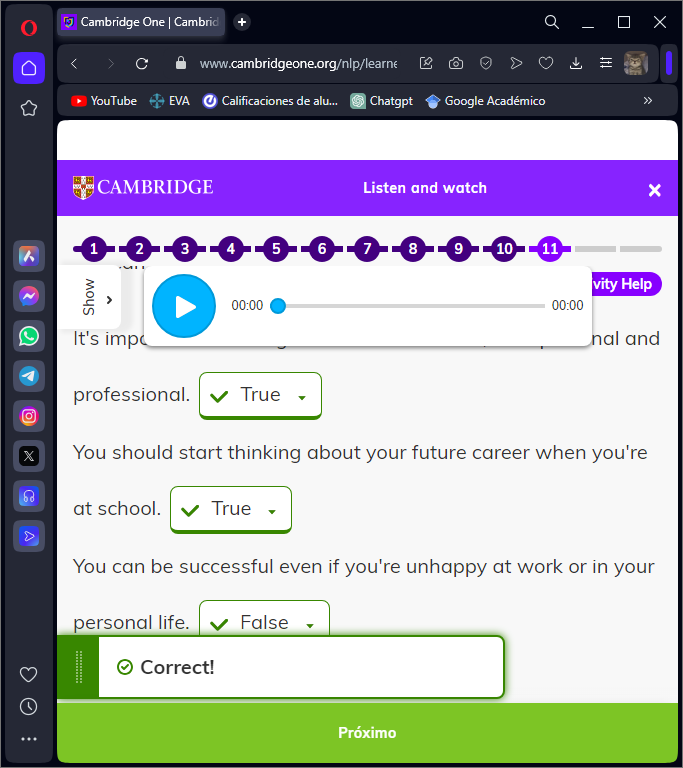 Cambridge One | Cambrid
www.cambridgeone.org/nlp/learne
YouTube
EVA
Calificaciones de alu...
Chatgpt
Google Académico
CAMBRIDGE
Listen and watch
1 2 3 4 5 6 7 8 9 10 11
Show
00:00
00:00
vity Help
It's impo
nal and
professional. True
You should start thinking about your future career when you're
at school. True
You can be successful even if you're unhappy at work or in your
personal life. False
Correct!
Próximo